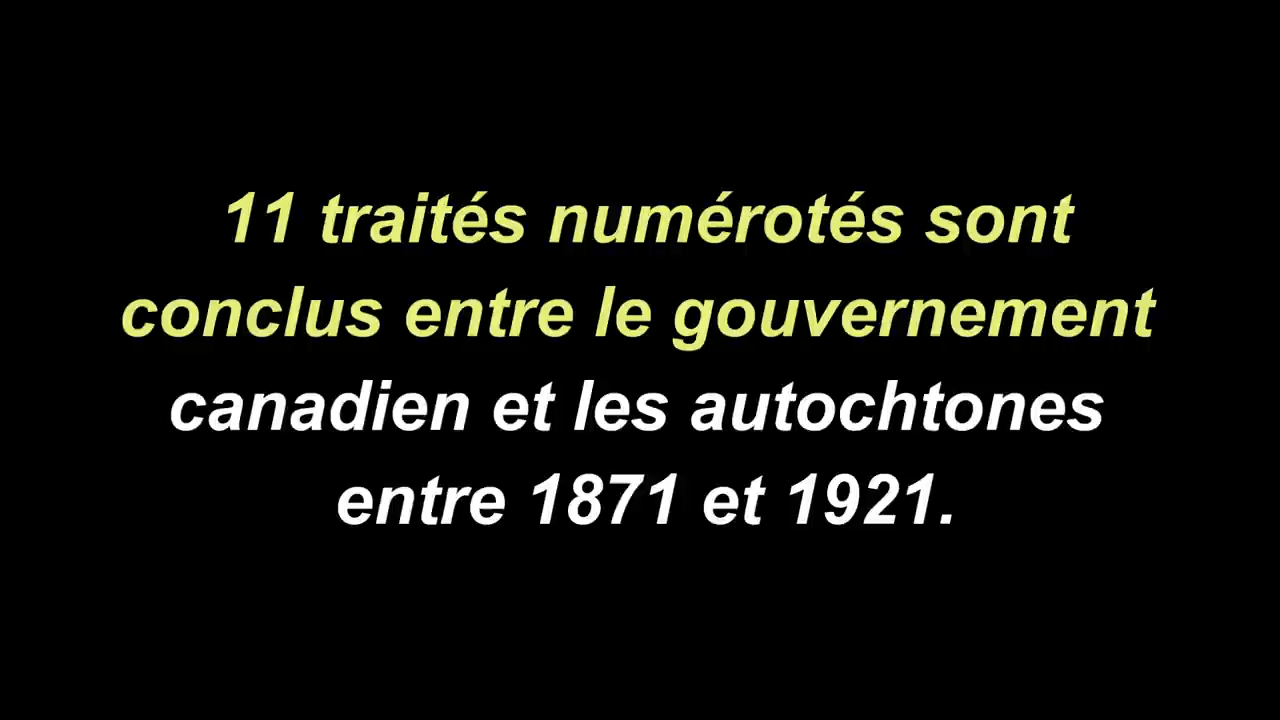 11 traités numérotés sont
conclus entre le gouvernement
canadien et les autochtones
entre 1871 et 1921.